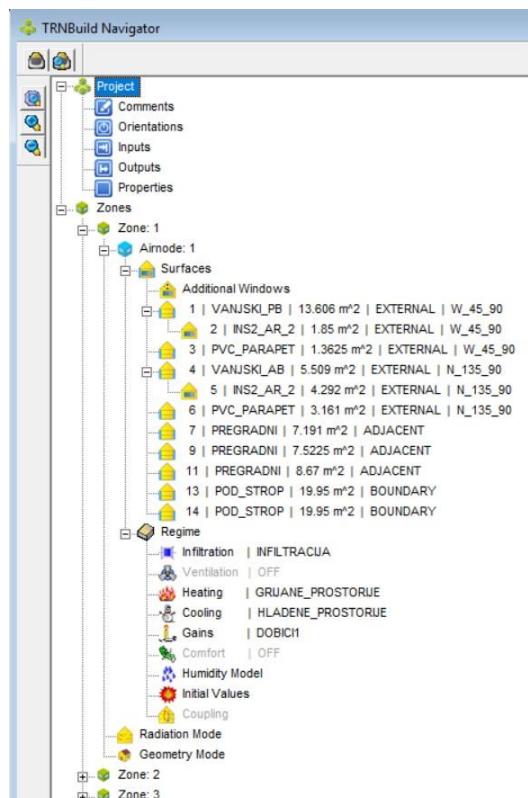 TRNBuild Navigator
Project
Comments
Orientations
Inputs
Outputs
Properties
Zones
Zone: 1
Airnode: 1
Surfaces
Additional Windows
1 | VANJSKI_PB | 13.606 m^2 | EXTERNAL | W_45_90
2 | INS2_AR_2 | 1.85 m^2 | EXTERNAL | W_45_90
3 | PVC_PARAPET | 1.3625 m^2 | EXTERNAL | W_45_90
4 | VANJSKI_AB | 5.509 m^2 | EXTERNAL | N_135_90
5 | INS2_AR_2 | 4.292 m^2 | EXTERNAL | N_135_90
6 | PVC_PARAPET | 3.161 m^2 | EXTERNAL | N_135_90
7 | PREGRADNI | 7.191 m^2 | ADJACENT
9 | PREGRADNI | 7.5225 m^2 | ADJACENT
11 | PREGRADNI | 8.67 m^2 | ADJACENT
13 | POD_STROP | 19.95 m^2 | BOUNDARY
14 | POD_STROP | 19.95 m^2 | BOUNDARY
Regime
Infiltration | INFILTRACIJA
Ventilation | OFF
Heating | GRIJANE_PROSTORIJE
Cooling | HLADENE_PROSTORIJE
Gains | DOBICI1
Comfort | OFF
Humidity Model
Initial Values
Coupling
Radiation Mode
Geometry Mode
Zone: 2
Zone: 3